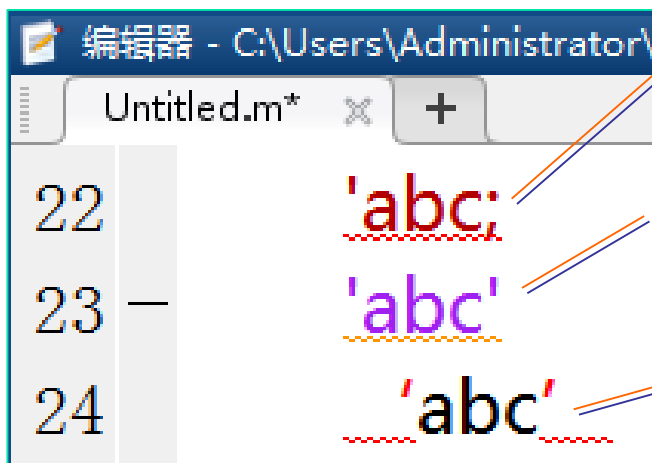 编辑器 - C:\Users\Administrator\
Untitled.m* × +
22 'abc;
23 — 'abc'
24 ‘abc‘